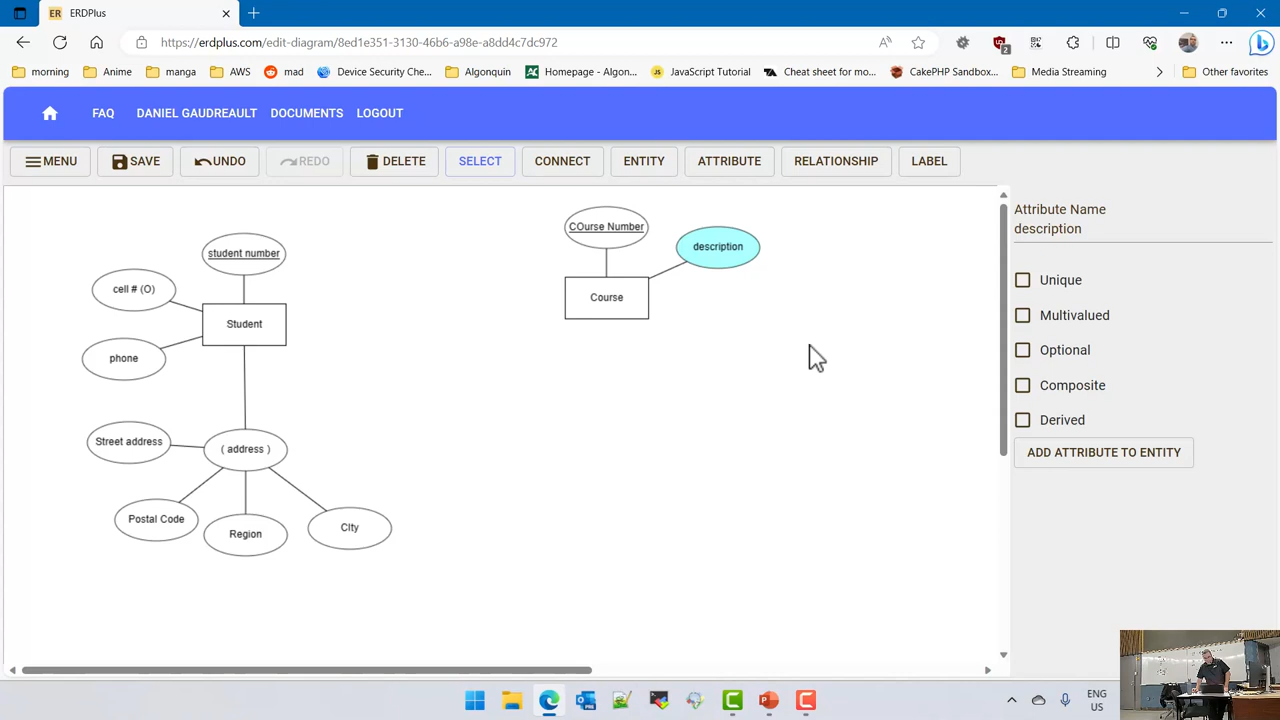 ER ERDPlus
https://erdplus.com/edit-diagram/8ed1e351-3130-46b6-a98e-a8dd4c7dc972
2
morning Anime manga AWS mad Device Security Che... Algonquin Homepage - Algon... JS JavaScript Tutorial Cheat sheet for mo... CakePHP Sandbox... Media Streaming Other favorites
FAQ DANIEL GAUDREAULT DOCUMENTS LOGOUT
MENU SAVE UNDO REDO DELETE SELECT CONNECT ENTITY ATTRIBUTE RELATIONSHIP LABEL
student number
cell # (O)
Student
phone
Street address
( address )
Postal Code
Region
CIty
COurse Number
description
Course
Attribute Name
description
Unique
Multivalued
Optional
Composite
Derived
ADD ATTRIBUTE TO ENTITY
ENG
US